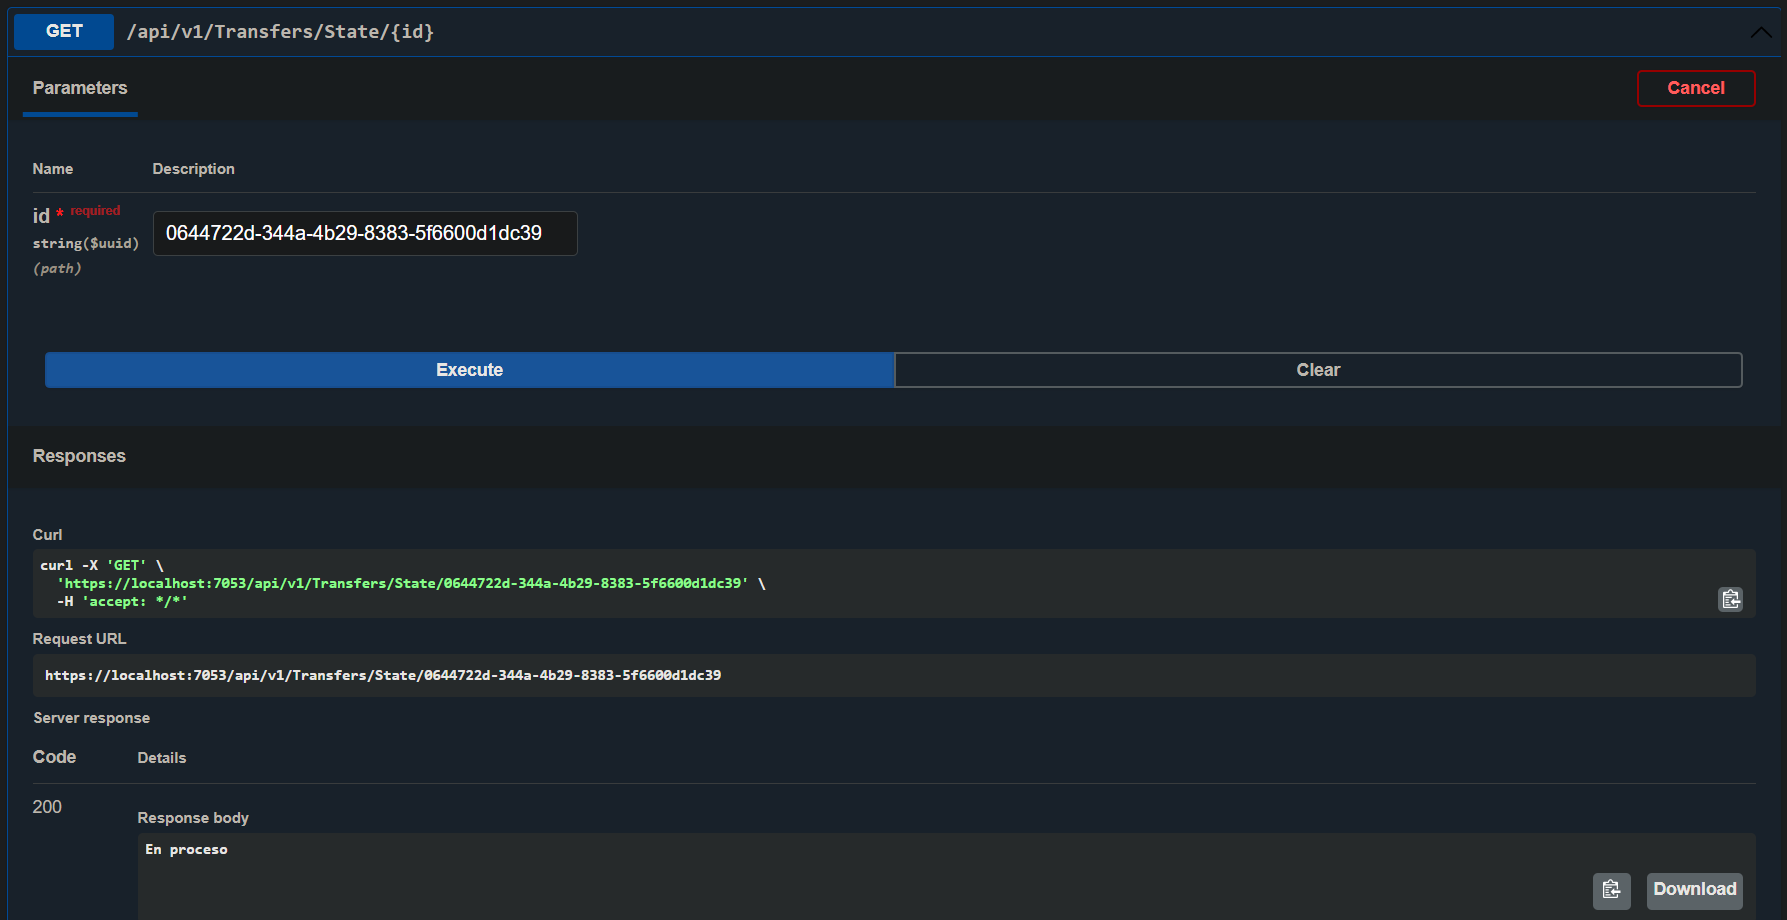 GET /api/v1/Transfers/State/{id}
Parameters
Cancel
Name Description
id * required
string($uuid)
(path)
0644722d-344a-4b29-8383-5f6600d1dc39
Execute Clear
Responses
Curl
curl -X 'GET' \
'https://localhost:7053/api/v1/Transfers/State/0644722d-344a-4b29-8383-5f6600d1dc39' \
-H 'accept: */*'
Request URL
https://localhost:7053/api/v1/Transfers/State/0644722d-344a-4b29-8383-5f6600d1dc39
Server response
Code Details
200
Response body
En proceso
Download